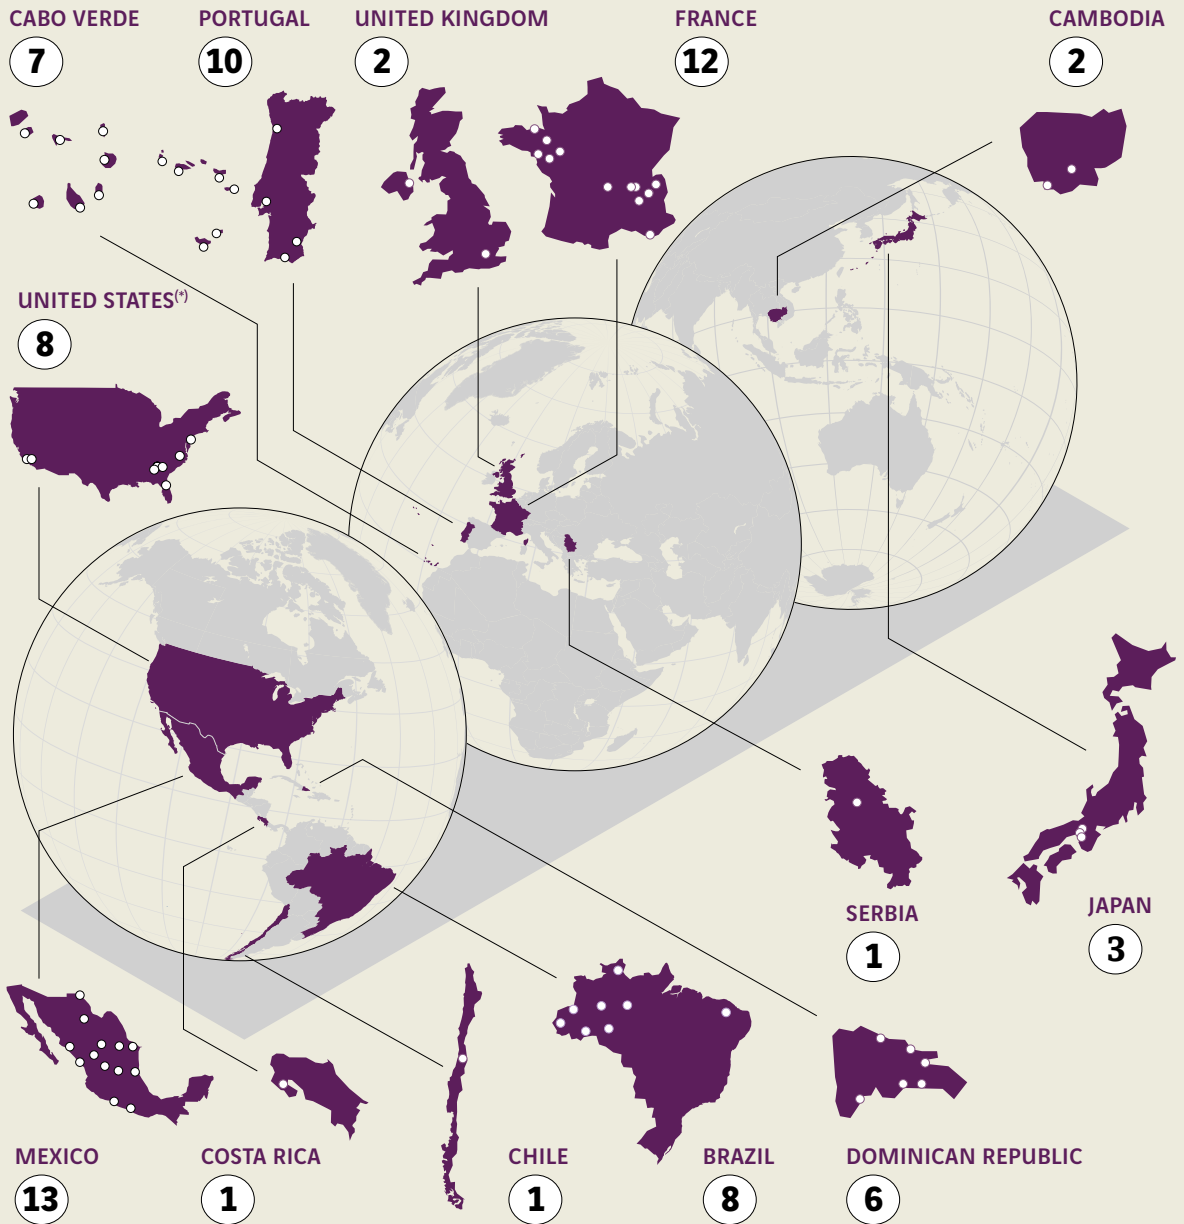 CABO VERDE
7
PORTUGAL
10
UNITED KINGDOM
2
FRANCE
12
CAMBODIA
2
UNITED STATES(*)
8
SERBIA
1
JAPAN
3
MEXICO
13
COSTA RICA
1
CHILE
1
BRAZIL
8
DOMINICAN REPUBLIC
6